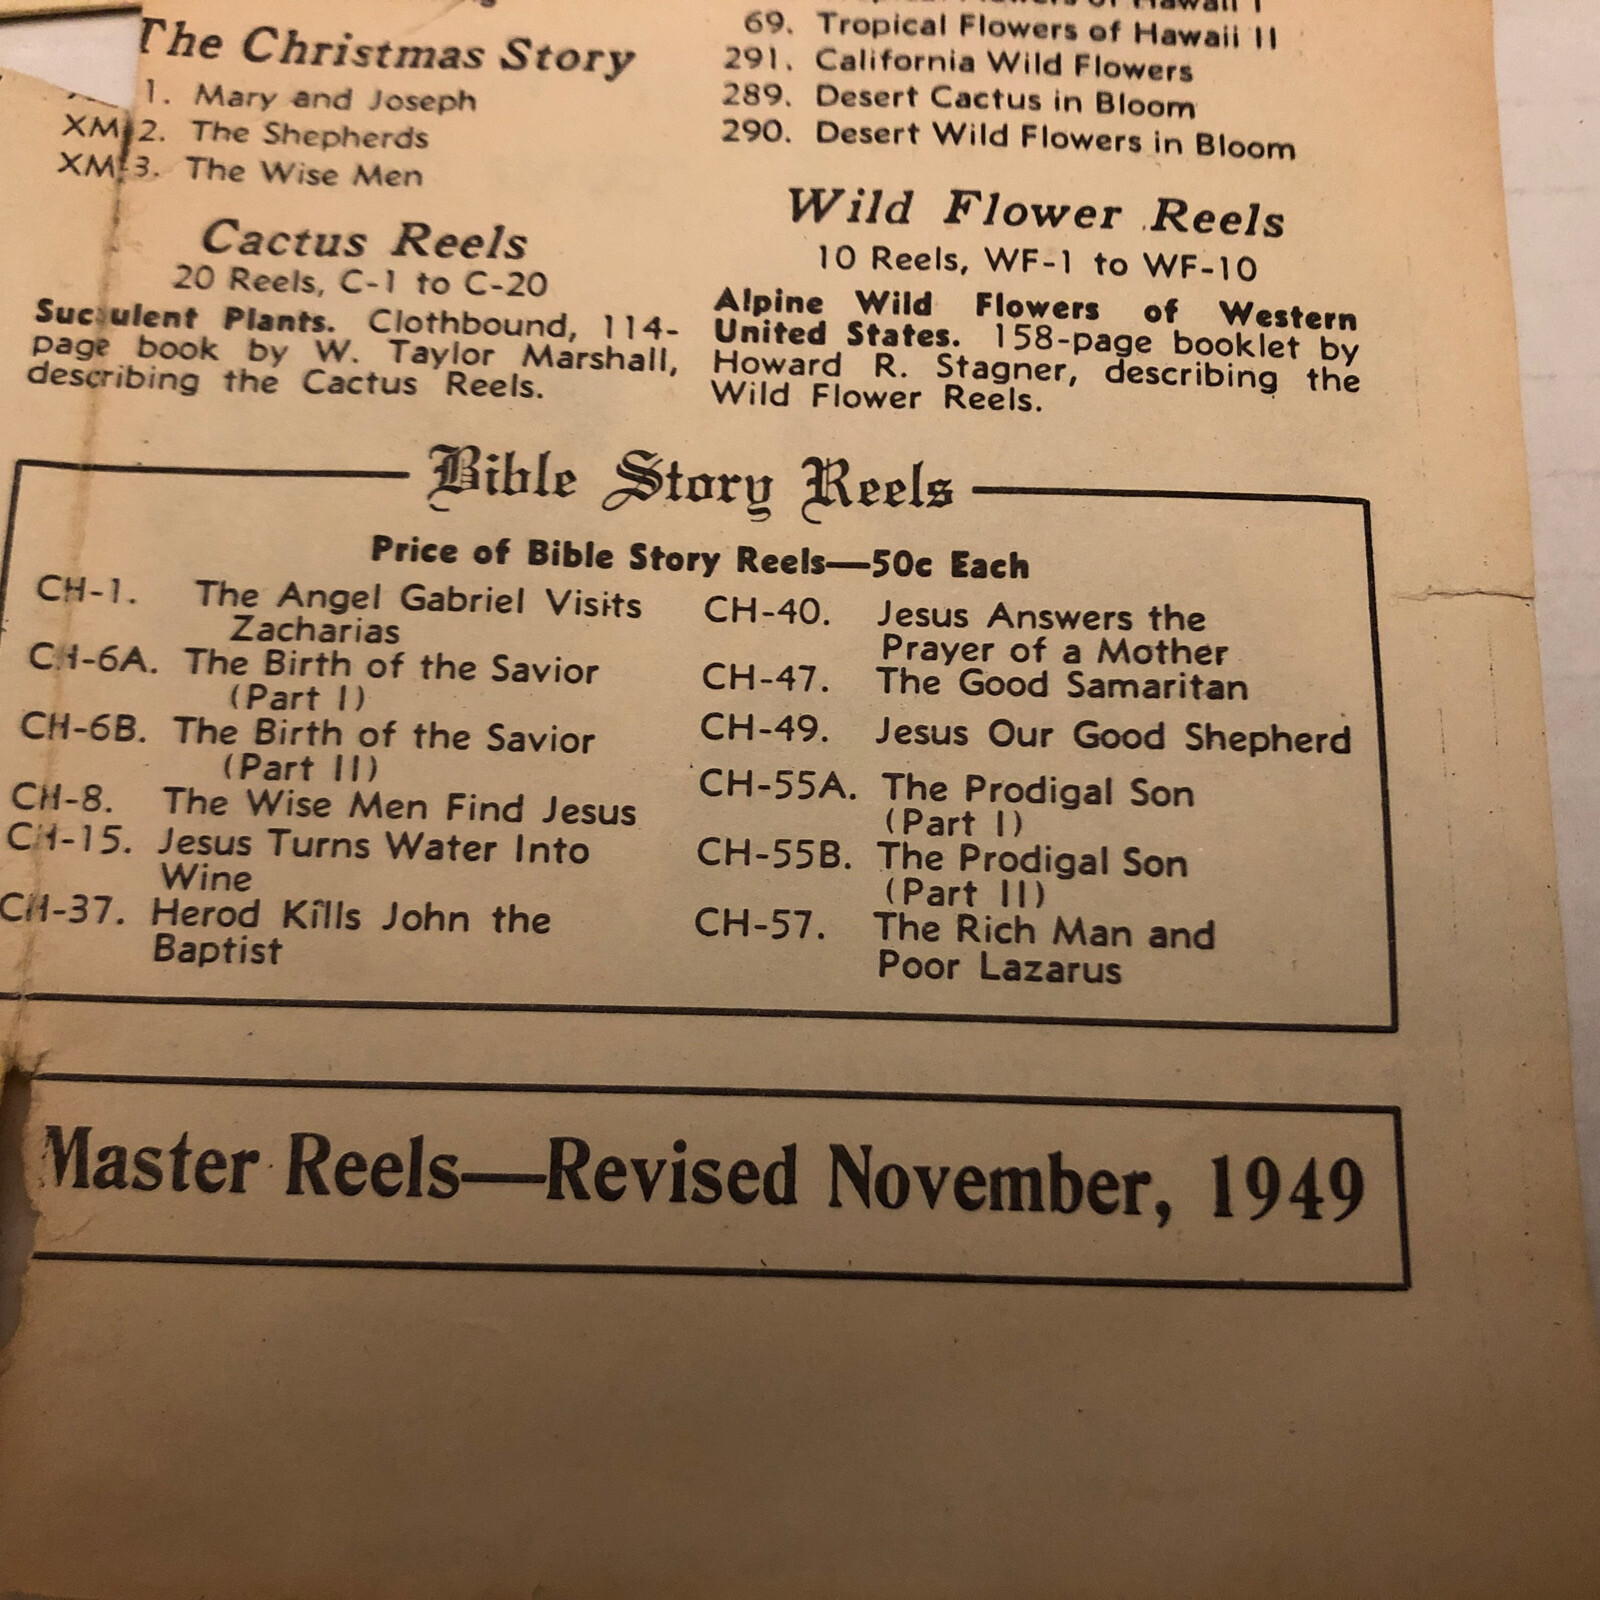 The Christmas Story
1. Mary and Joseph
XM-2. The Shepherds
XM-3. The Wise Men
Cactus Reels
20 Reels, C-1 to C-20
Succulent Plants. Clothbound, 114-
page book by W. Taylor Marshall,
describing the Cactus Reels.
of Hawaii I
69. Tropical Flowers of Hawaii II
291. California Wild Flowers
289. Desert Cactus in Bloom
290. Desert Wild Flowers in Bloom
Wild Flower Reels
10 Reels, WF-1 to WF-10
Alpine Wild Flowers of Western
United States. 158-page booklet by
Howard R. Stagner, describing the
Wild Flower Reels.
Bible Story Reels
Price of Bible Story Reels—50c Each
CH-1. The Angel Gabriel Visits
Zacharias
CH-6A. The Birth of the Savior
(Part I)
CH-6B. The Birth of the Savior
(Part II)
CH-8. The Wise Men Find Jesus
CH-15. Jesus Turns Water Into
Wine
CH-37. Herod Kills John the
Baptist
CH-40. Jesus Answers the
Prayer of a Mother
CH-47. The Good Samaritan
CH-49. Jesus Our Good Shepherd
CH-55A. The Prodigal Son
(Part I)
CH-55B. The Prodigal Son
(Part II)
CH-57. The Rich Man and
Poor Lazarus
Master Reels—Revised November, 1949